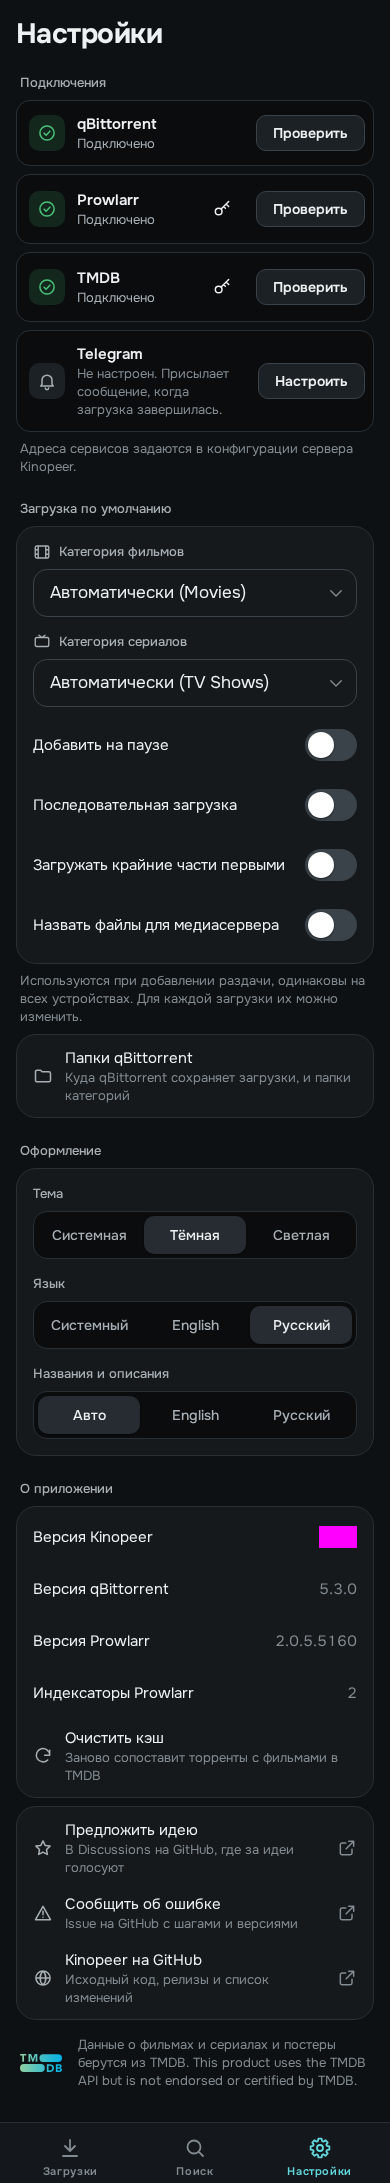 Настройки
Подключения
qBittorrent
Подключено
Проверить
Prowlarr
Подключено
Проверить
TMDB
Подключено
Проверить
Telegram
Не настроен. Присылает
сообщение, когда
загрузка завершилась.
Настроить
Адреса сервисов задаются в конфигурации сервера
Kinopeer.
Загрузка по умолчанию
Категория фильмов
Автоматически (Movies)
Категория сериалов
Автоматически (TV Shows)
Добавить на паузе
Последовательная загрузка
Загружать крайние части первыми
Назвать файлы для медиасервера
Используются при добавлении раздачи, одинаковы на
всех устройствах. Для каждой загрузки их можно
изменить.
Папки qBittorrent
Куда qBittorrent сохраняет загрузки, и папки
категорий
Оформление
Тема
Системная Тёмная Светлая
Язык
Системный English Русский
Названия и описания
Авто English Русский
О приложении
Версия Kinopeer
Версия qBittorrent 5.3.0
Версия Prowlarr 2.0.5.5160
Индексаторы Prowlarr 2
Очистить кэш
Заново сопоставит торренты с фильмами в
TMDB
Предложить идею
В Discussions на GitHub, где за идеи
голосуют
Сообщить об ошибке
Issue на GitHub с шагами и версиями
Kinopeer на GitHub
Исходный код, релизы и список
изменений
TMDB
Данные о фильмах и сериалах и постеры
берутся из TMDB. This product uses the TMDB
API but is not endorsed or certified by TMDB.
Загрузки Поиск Настройки